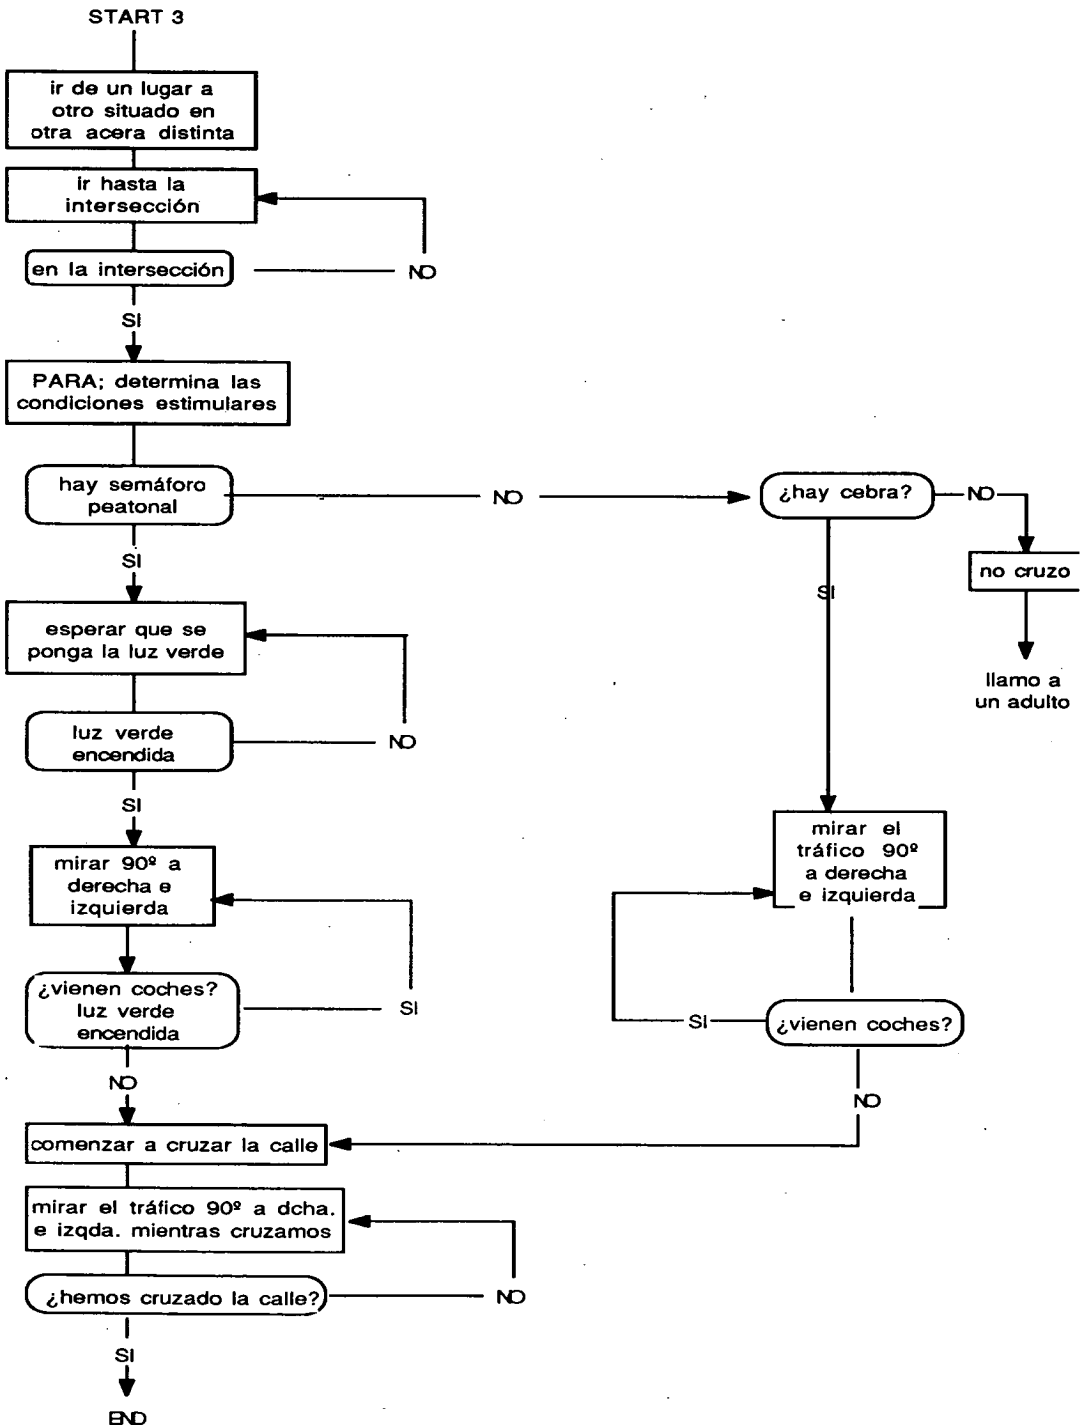 START 3
ir de un lugar a
otro situado en
otra acera distinta
ir hasta la
intersección
en la intersección
NO
SI
PARA; determina las
condiciones estimulares
hay semáforo
peatonal
NO
¿hay cebra?
NO
SI
no cruzo
SI
llamo a
un adulto
esperar que se
ponga la luz verde
luz verde
encendida
NO
SI
mirar 90º a
derecha e
izquierda
mirar el
tráfico 90º
a derecha
e izquierda
¿vienen coches?
luz verde
encendida
SI
SI
¿vienen coches?
NO
NO
comenzar a cruzar la calle
mirar el tráfico 90º a dcha.
e izqda. mientras cruzamos
¿hemos cruzado la calle?
NO
SI
END